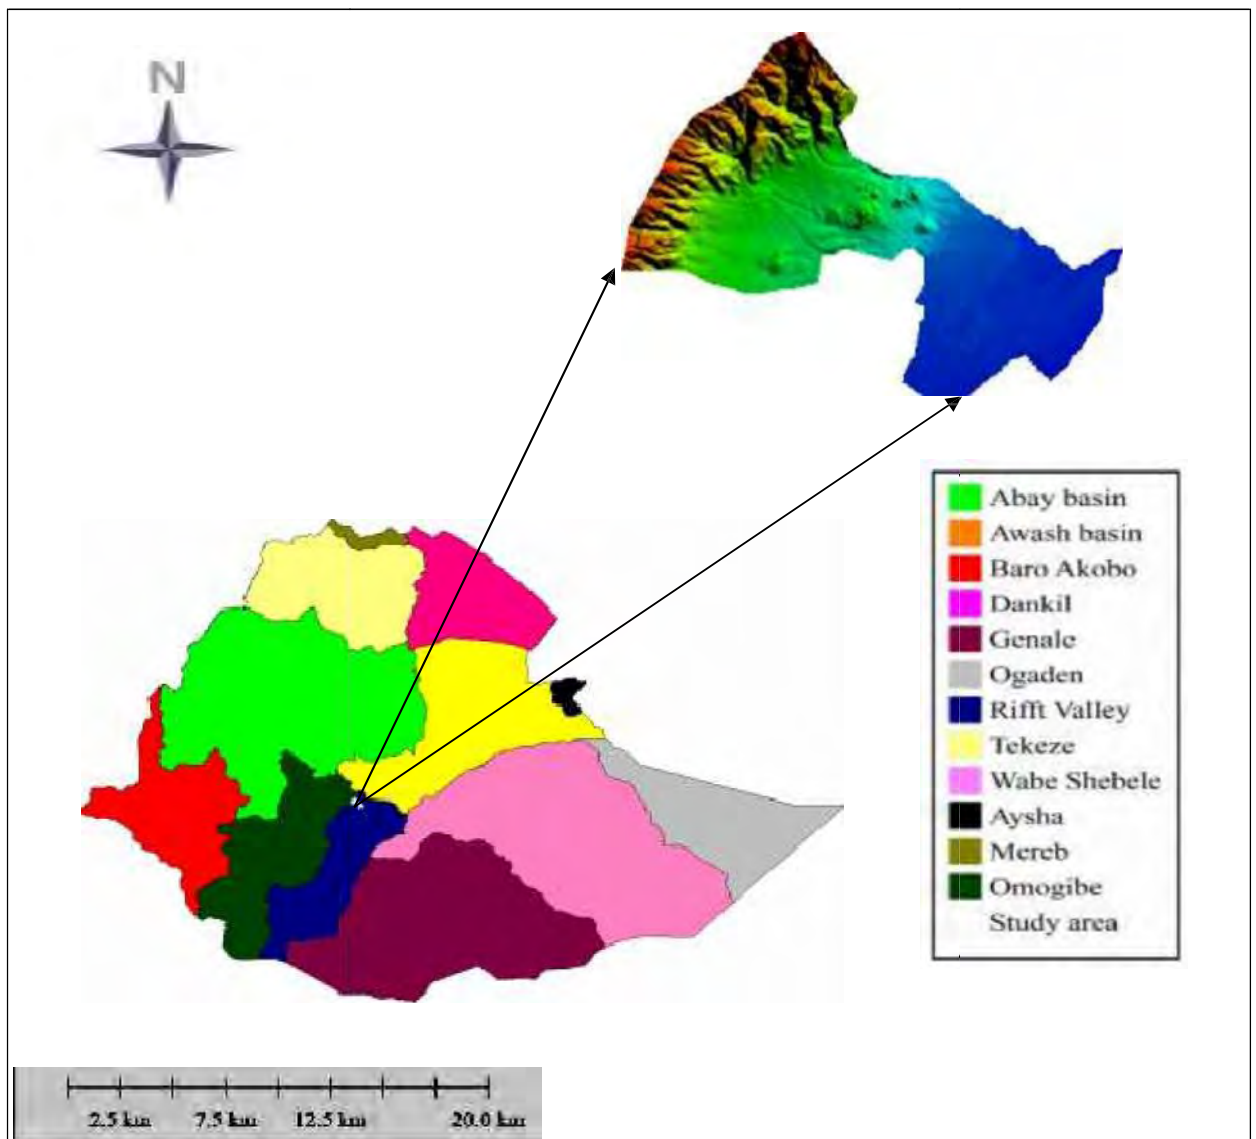 N
Abay basin
Awash basin
Baro Akobo
Dankil
Genale
Ogaden
Rifft Valley
Tekeze
Wabe Shebele
Aysha
Mereb
Omogibe
Study area
2.5 km 7.5 km 12.5 km 20.0 km